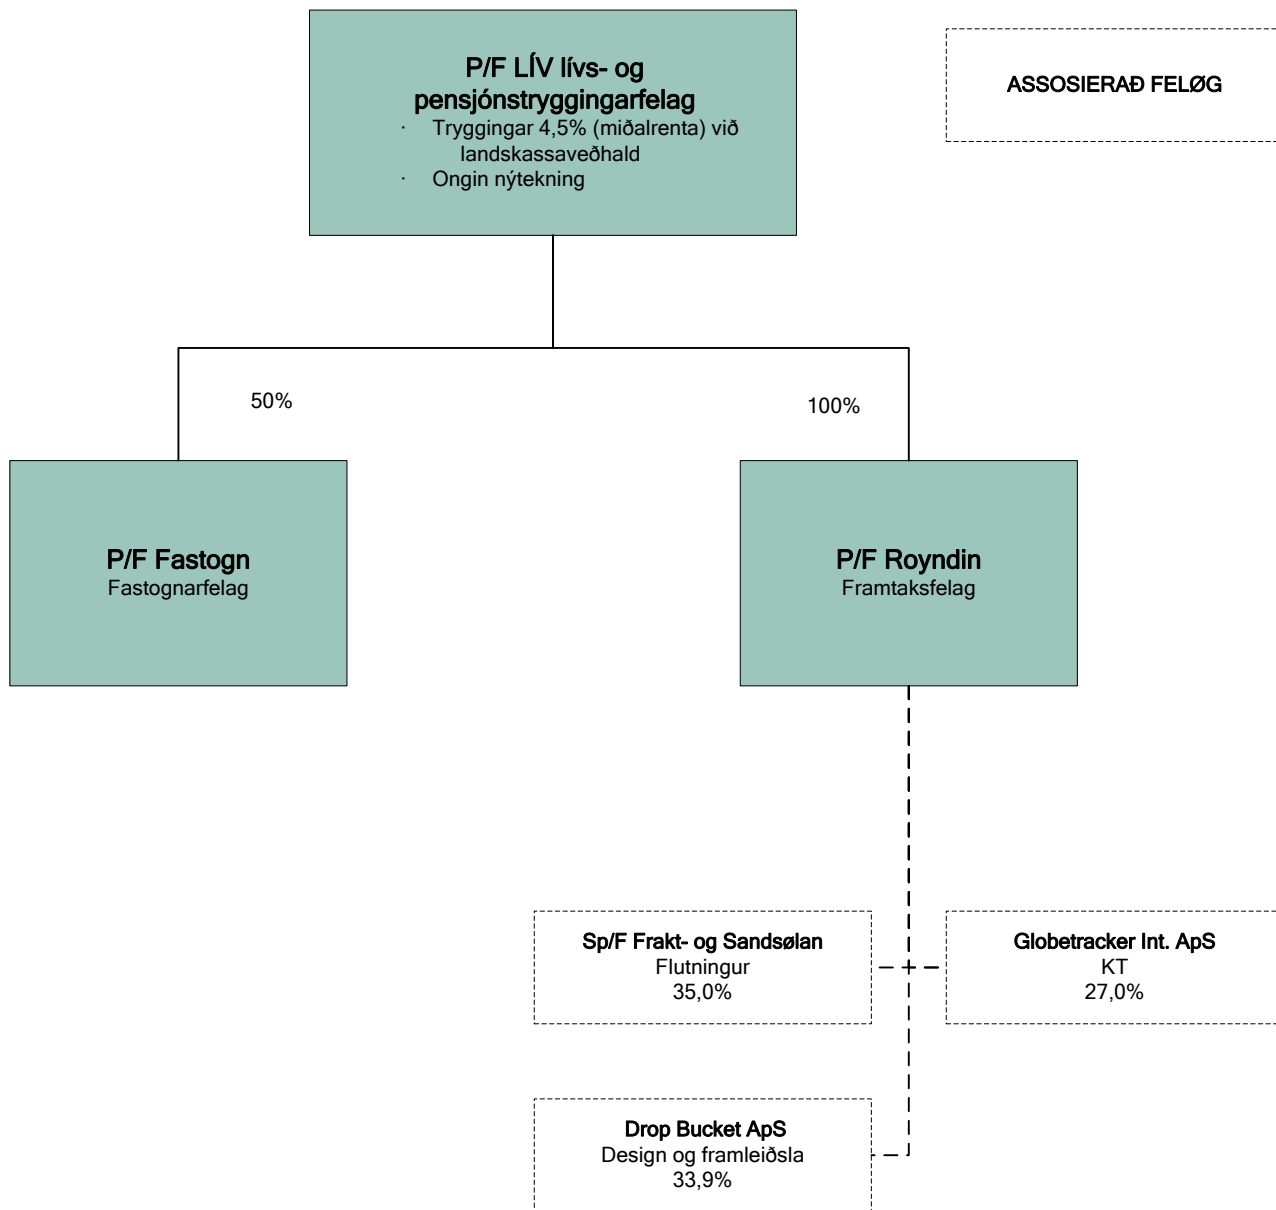 P/F LÍV lívs- og
pensjónstryggingarfelag
· Tryggingar 4,5% (miðalrenta) við
landskassaveðhald
· Ongin nýtekning
ASSOSIERAÐ FELØG
50%
100%
P/F Fastogn
Fastognarfelag
P/F Royndin
Framtaksfelag
Sp/F Frakt- og Sandsølan
Flutningur
35,0%
Globetracker Int. ApS
KT
27,0%
Drop Bucket ApS
Design og framleiðsla
33,9%